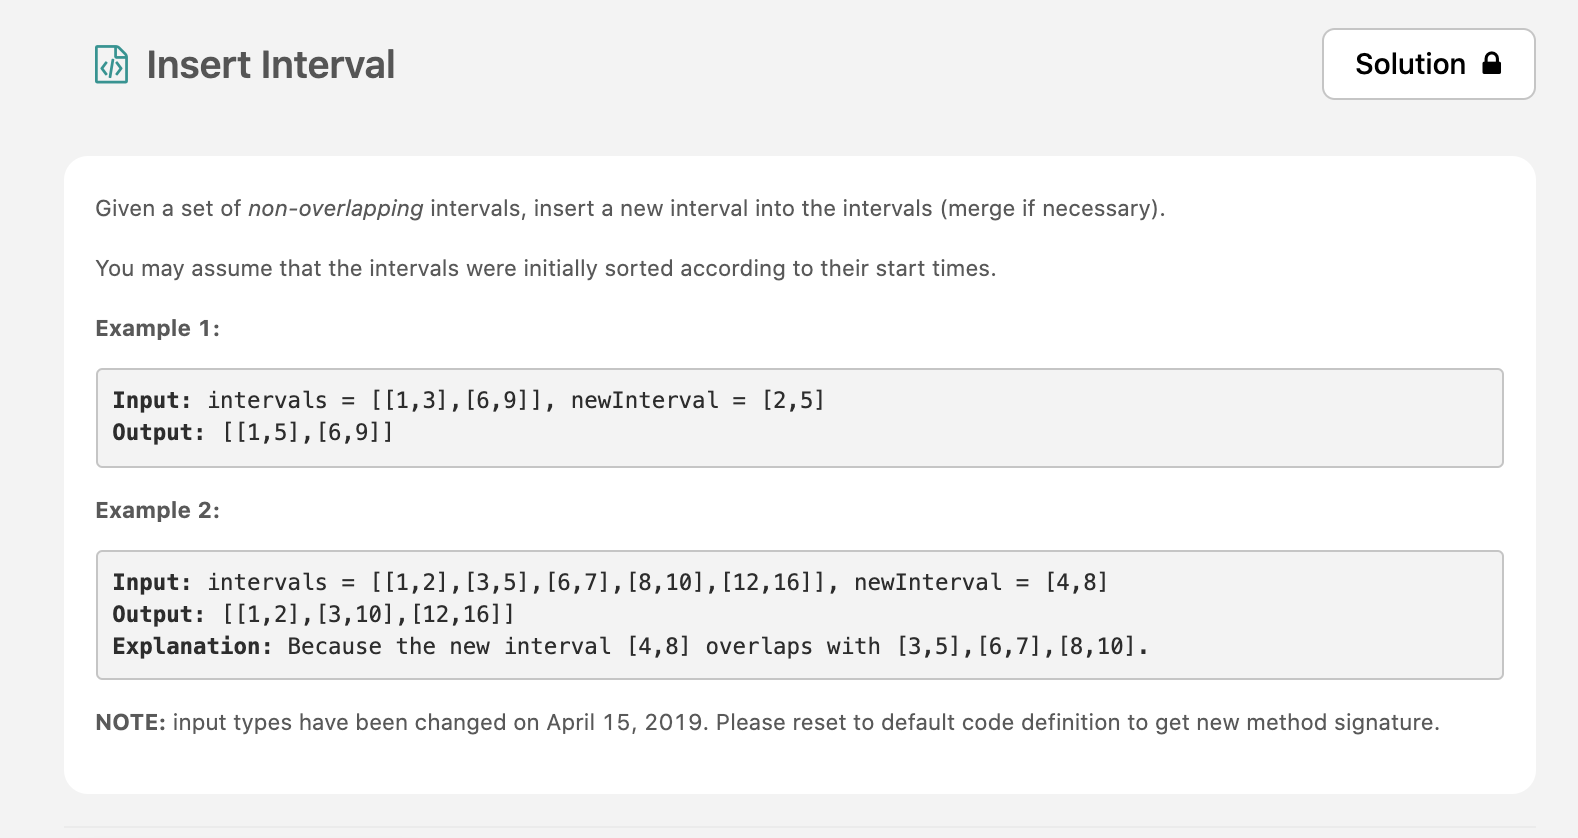 Insert Interval
Solution
Given a set of non-overlapping intervals, insert a new interval into the intervals (merge if necessary).
You may assume that the intervals were initially sorted according to their start times.
Example 1:
Input: intervals = [[1,3],[6,9]], newInterval = [2,5]
Output: [[1,5],[6,9]]
Example 2:
Input: intervals = [[1,2],[3,5],[6,7],[8,10],[12,16]], newInterval = [4,8]
Output: [[1,2],[3,10],[12,16]]
Explanation: Because the new interval [4,8] overlaps with [3,5],[6,7],[8,10].
NOTE: input types have been changed on April 15, 2019. Please reset to default code definition to get new method signature.